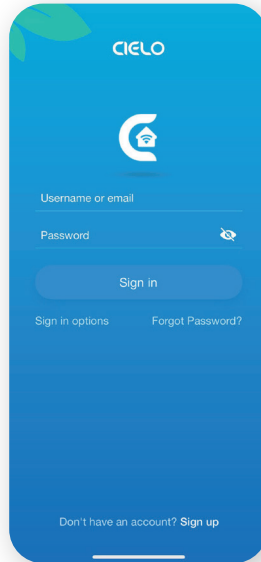 CIELO
Username or email
Password
Sign in
Sign in options
Forgot Password?
Don't have an account? Sign up